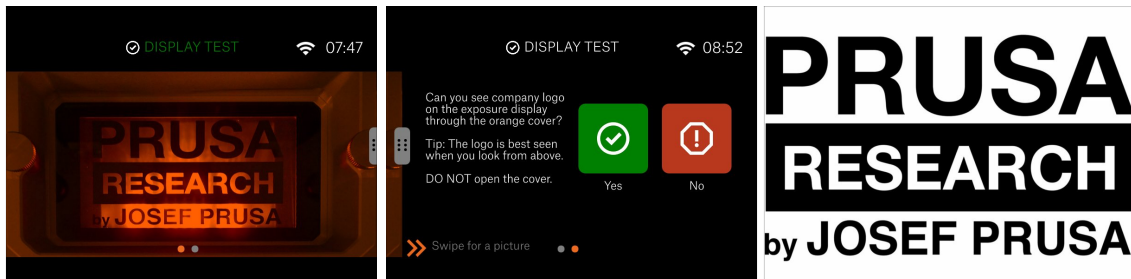 DISPLAY TEST 07:47
PRUSA
RESEARCH
by JOSEF PRUSA
DISPLAY TEST 08:52
Can you see company logo
on the exposure display
through the orange cover?
Tip: The logo is best seen
when you look from above.
DO NOT open the cover.
Yes
No
Swipe for a picture
PRUSA
RESEARCH
by JOSEF PRUSA